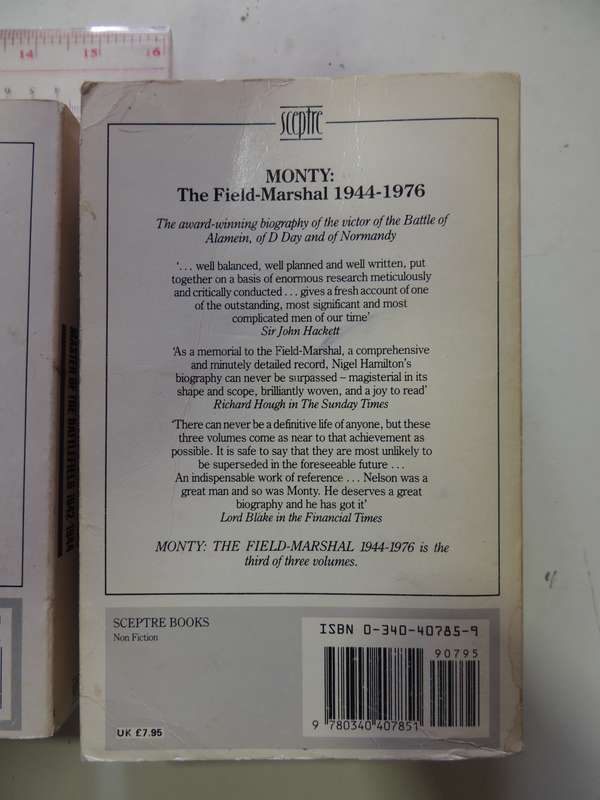 14 15 16
sceptre
MONTY:
The Field-Marshal 1944-1976
The award-winning biography of the victor of the Battle of
Alamein, of D Day and of Normandy
‘. . . well balanced, well planned and well written, put
together on a basis of enormous research meticulously
and critically conducted . . . gives a fresh account of one
of the outstanding, most significant and most
complicated men of our time’
Sir John Hackett
‘As a memorial to the Field-Marshal, a comprehensive
and minutely detailed record, Nigel Hamilton’s
biography can never be surpassed – magisterial in its
shape and scope, brilliantly woven, and a joy to read’
Richard Hough in The Sunday Times
‘There can never be a definitive life of anyone, but these
three volumes come as near to that achievement as
possible. It is safe to say that they are most unlikely to
be superseded in the foreseeable future . . .
An indispensable work of reference . . . Nelson was a
great man and so was Monty. He deserves a great
biography and he has got it’
Lord Blake in the Financial Times
MONTY: THE FIELD-MARSHAL 1944-1976 is the
third of three volumes.
SCEPTRE BOOKS
Non Fiction
UK £7.95
ISBN 0-340-40785-9
90795
9 780340 407851
MASTER OF THE BATTLEFIELD 1942-1944